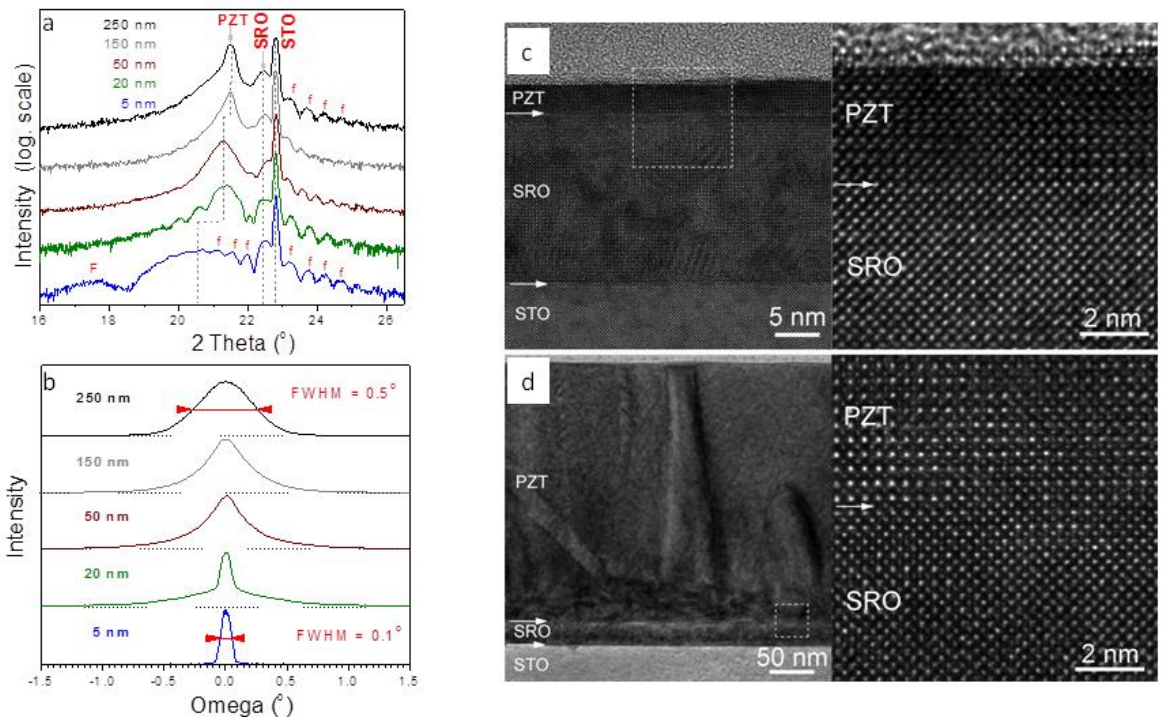 a
250 nm
150 nm
50 nm
20 nm
5 nm
PZT
SRO
STO
f f f f
F f f f f f f f
Intensity (log. scale)
16 18 20 22 24 26
2 Theta (°)
b
250 nm
FWHM = 0.5°
150 nm
50 nm
20 nm
5 nm
FWHM = 0.1°
Intensity
-1.5 -1.0 -0.5 0.0 0.5 1.0 1.5
Omega (°)
c
PZT
SRO
STO
5 nm
PZT
SRO
2 nm
d
PZT
SRO
STO
50 nm
PZT
SRO
2 nm